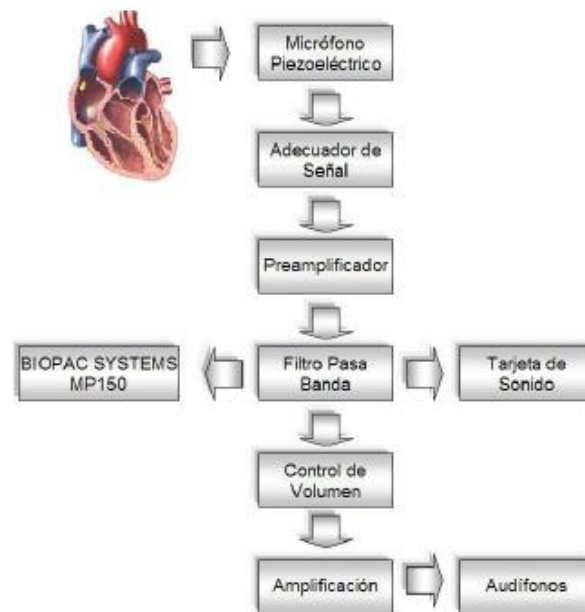 Micrófono
Piezoeléctrico
Adecuador de
Señal
Preamplificador
BIOPAC SYSTEMS
MP150
Filtro Pasa
Banda
Tarjeta de
Sonido
Control de
Volumen
Amplificación
Audífonos